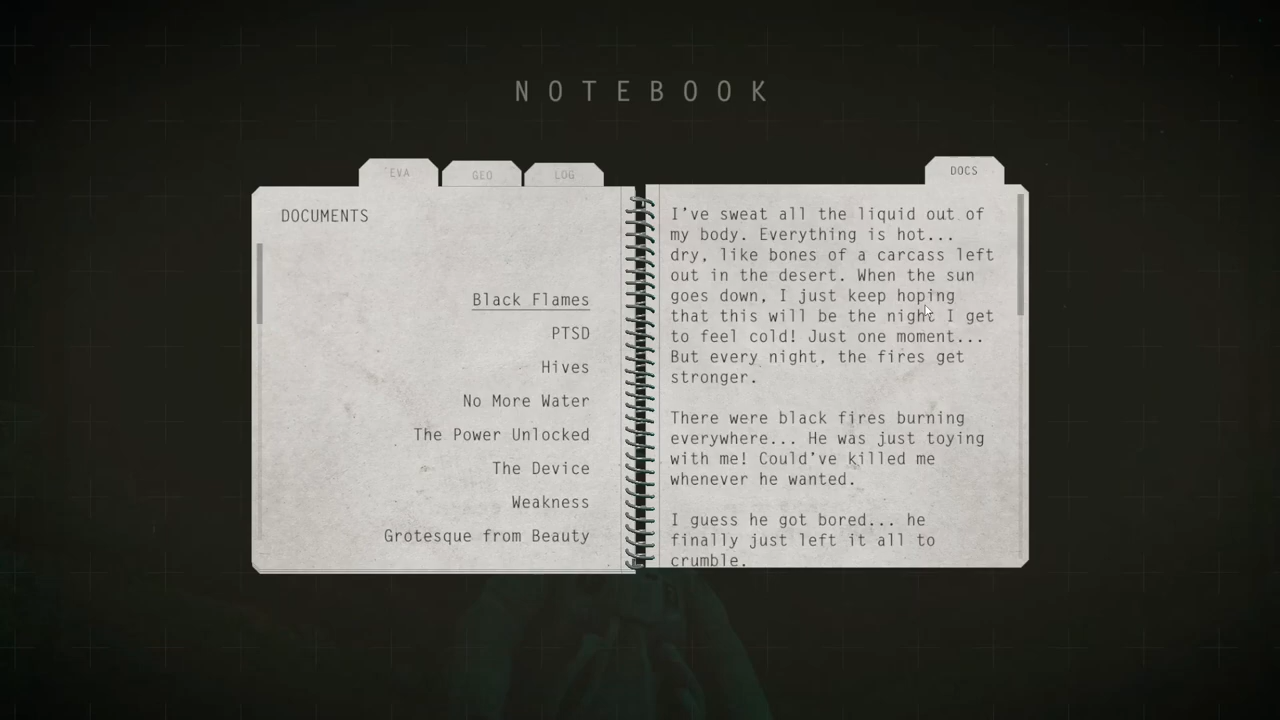 NOTEBOOK
EVA
GEO
LOG
DOCS
DOCUMENTS
Black Flames
PTSD
Hives
No More Water
The Power Unlocked
The Device
Weakness
Grotesque from Beauty
I've sweat all the liquid out of
my body. Everything is hot...
dry, like bones of a carcass left
out in the desert. When the sun
goes down, I just keep hoping
that this will be the night I get
to feel cold! Just one moment...
But every night, the fires get
stronger.
There were black fires burning
everywhere... He was just toying
with me! Could've killed me
whenever he wanted.
I guess he got bored... he
finally just left it all to
crumble.